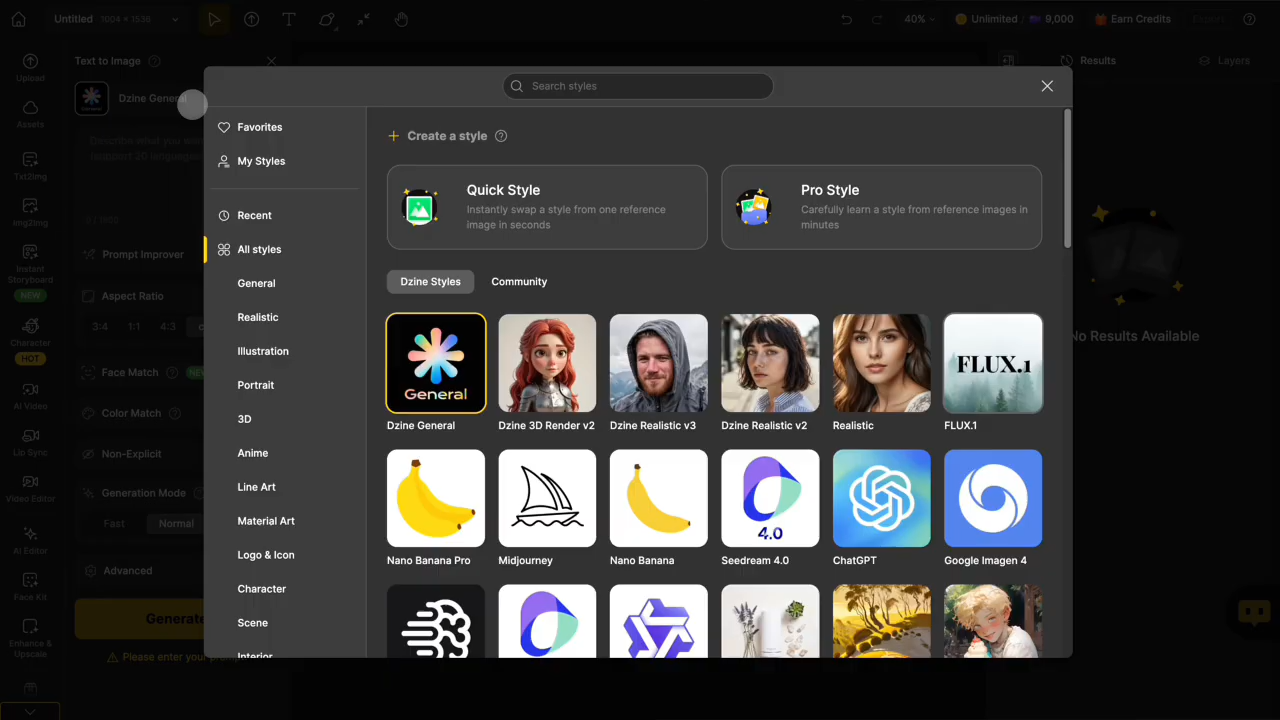 Untitled 1004 × 1536
40%
Unlimited
9,000
Earn Credits
Export
Upload
Assets
Txt2Img
Img2Img
Instant
Storyboard
NEW
Character
HOT
AI Video
Lip Sync
Video Editor
AI Editor
Face Kit
Enhance &
Upscale
Text to Image
Dzine General
Prompt Improver
Aspect Ratio
3:4 1:1 4:3
Face Match
Color Match
Non-Explicit
Generation Mode
Fast Normal
Advanced
Generate
Please enter your prompt
Search styles
Favorites
My Styles
Recent
All styles
General
Realistic
Illustration
Portrait
3D
Anime
Line Art
Material Art
Logo & Icon
Character
Scene
Interior
Create a style
Quick Style
Instantly swap a style from one reference
image in seconds
Pro Style
Carefully learn a style from reference images in
minutes
Dzine Styles Community
General
FLUX.1
Dzine General
Dzine 3D Render v2
Dzine Realistic v3
Dzine Realistic v2
Realistic
FLUX.1
4.0
Nano Banana Pro
Midjourney
Nano Banana
Seedream 4.0
ChatGPT
Google Imagen 4
Results
Layers
No Results Available